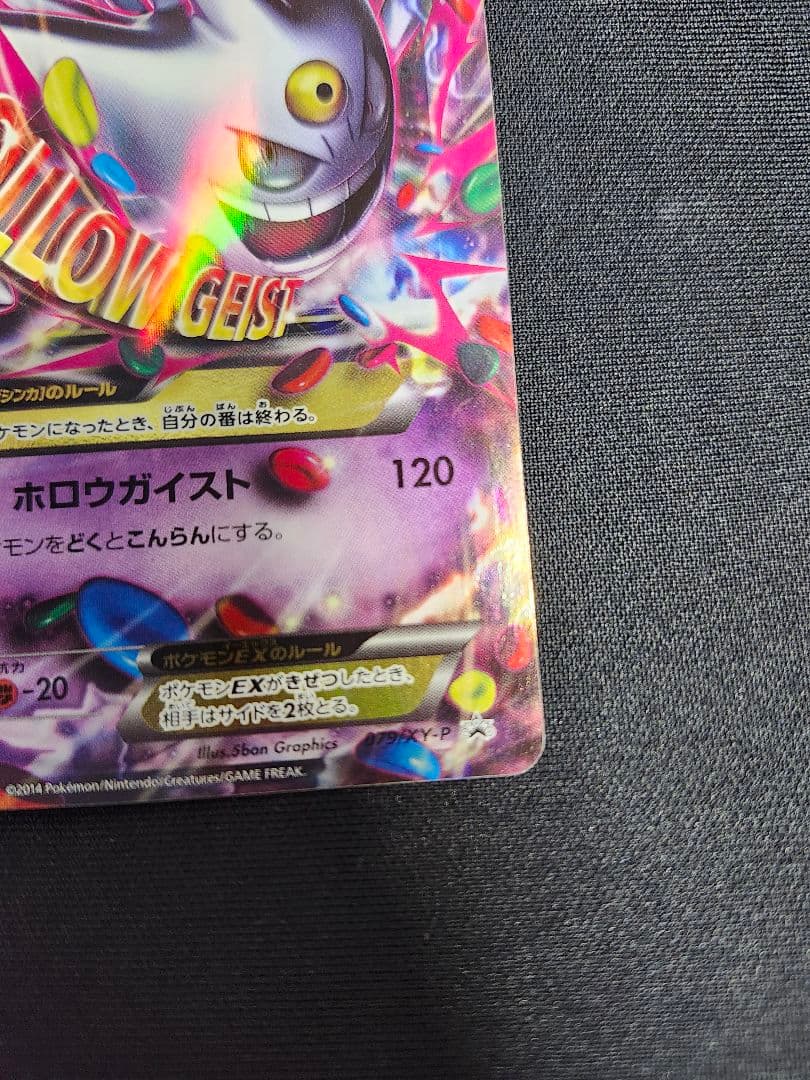 LLOW GEIST
シンカ]のルール
ケモンになったとき、自分の番は終わる。
ホロウガイスト 120
モンをどくとこんらんにする。
抗力
-20
ポケモンEXのルール
ポケモンEXがきぜつしたとき、
相手はサイドを2枚とる。
Illus.5ban Graphics 079/XY-P
©2014 Pokémon/Nintendo/Creatures/GAME FREAK.